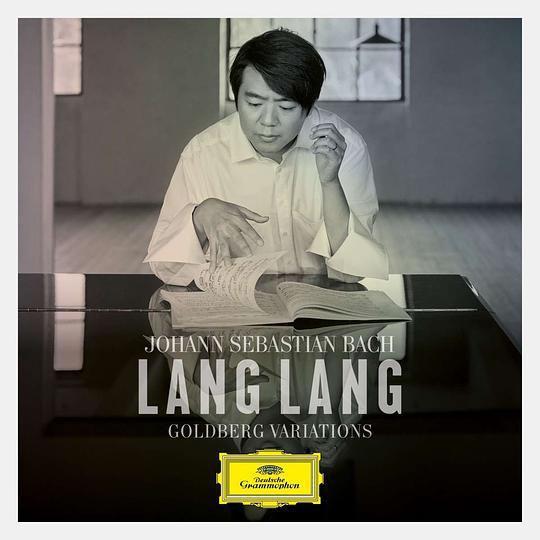 JOHANN SEBASTIAN BACH
LANG LANG
GOLDBERG VARIATIONS
Deutsche
Grammophon